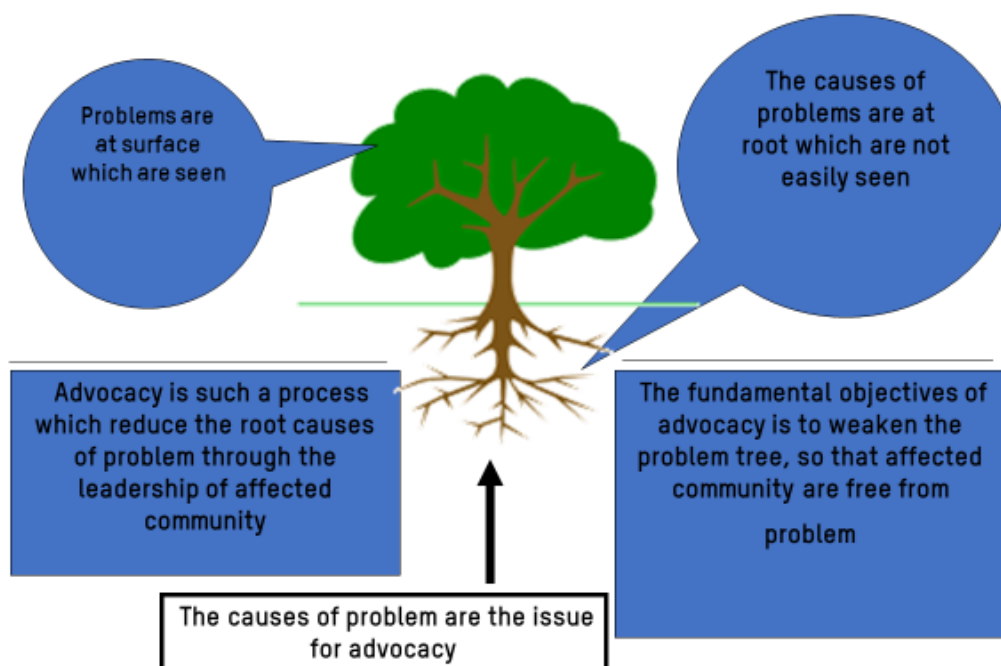 Problems are
at surface
which are seen
The causes of
problems are at
root which are not
easily seen
Advocacy is such a process
which reduce the root causes
of problem through the
leadership of affected
community
The fundamental objectives of
advocacy is to weaken the
problem tree, so that affected
community are free from
problem
The causes of problem are the issue
for advocacy